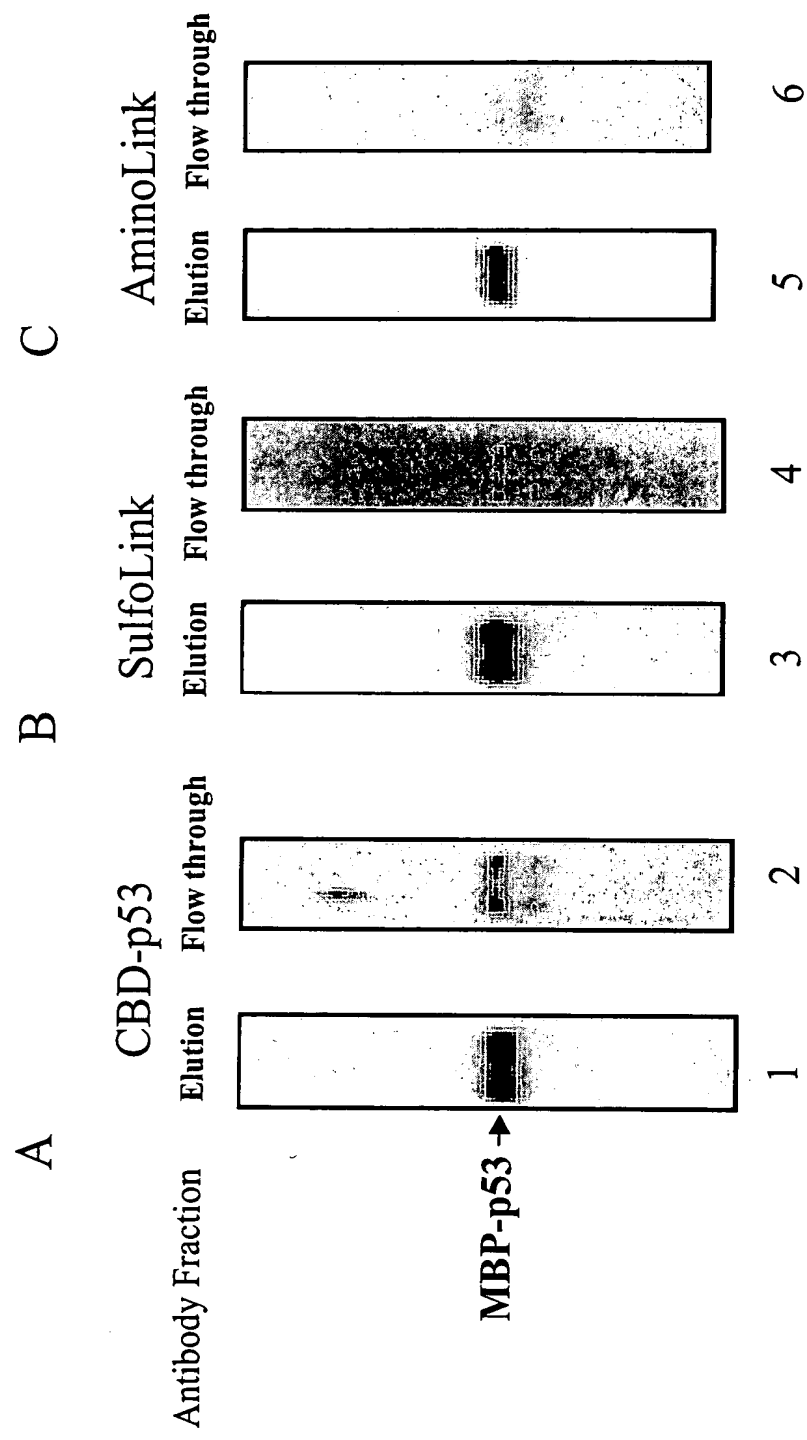 A
B
C
CBD-p53
SulfoLink
AminoLink
Antibody Fraction
Elution
Flow through
Elution
Flow through
Elution
Flow through
MBP-p53
1
2
3
4
5
6